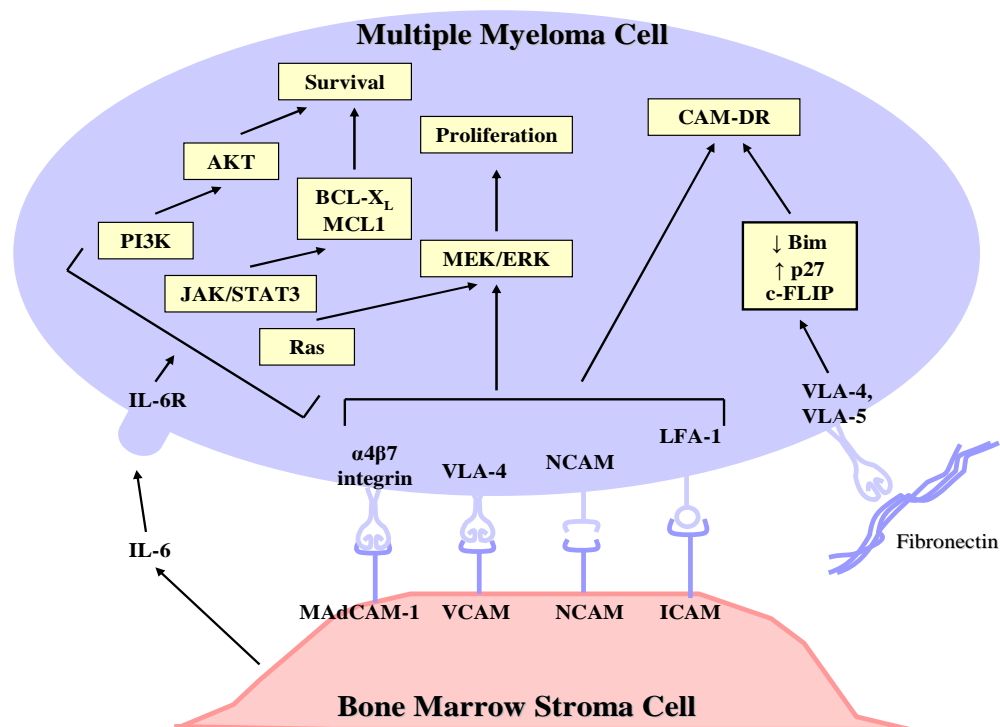 Multiple Myeloma Cell
Survival
CAM-DR
Proliferation
AKT
BCL-X_L
MCL1
PI3K
↓ Bim
↑ p27
c-FLIP
MEK/ERK
JAK/STAT3
Ras
IL-6R
VLA-4,
VLA-5
LFA-1
α4β7
integrin
VLA-4
NCAM
IL-6
Fibronectin
MAdCAM-1
VCAM
NCAM
ICAM
Bone Marrow Stroma Cell